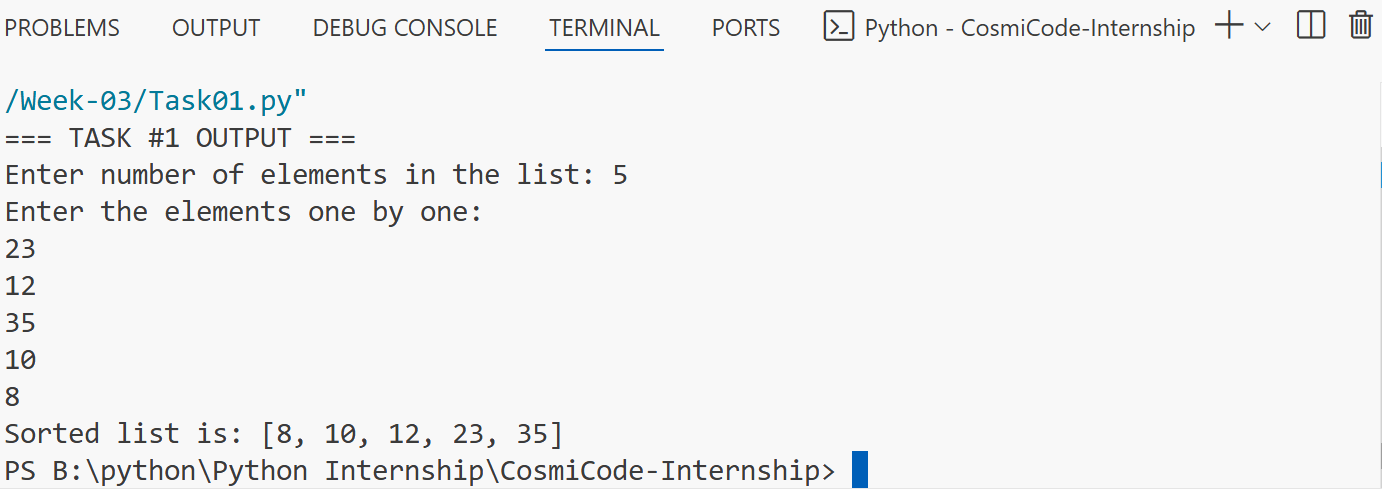 PROBLEMS OUTPUT DEBUG CONSOLE TERMINAL PORTS Python - CosmiCode-Internship
/Week-03/Task01.py"
=== TASK #1 OUTPUT ===
Enter number of elements in the list: 5
Enter the elements one by one:
23
12
35
10
8
Sorted list is: [8, 10, 12, 23, 35]
PS B:\python\Python Internship\CosmiCode-Internship>